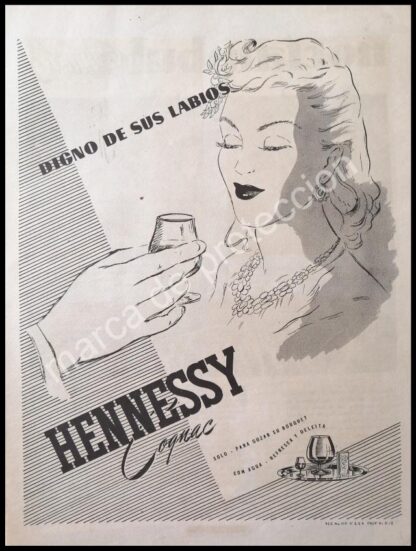 DIGNO DE SUS LABIOS
marca de protección
HENNESSY
Cognac
SOLO - PARA GOZAR SU BOUQUET
CON AGUA - REFRESCA Y DELEITA